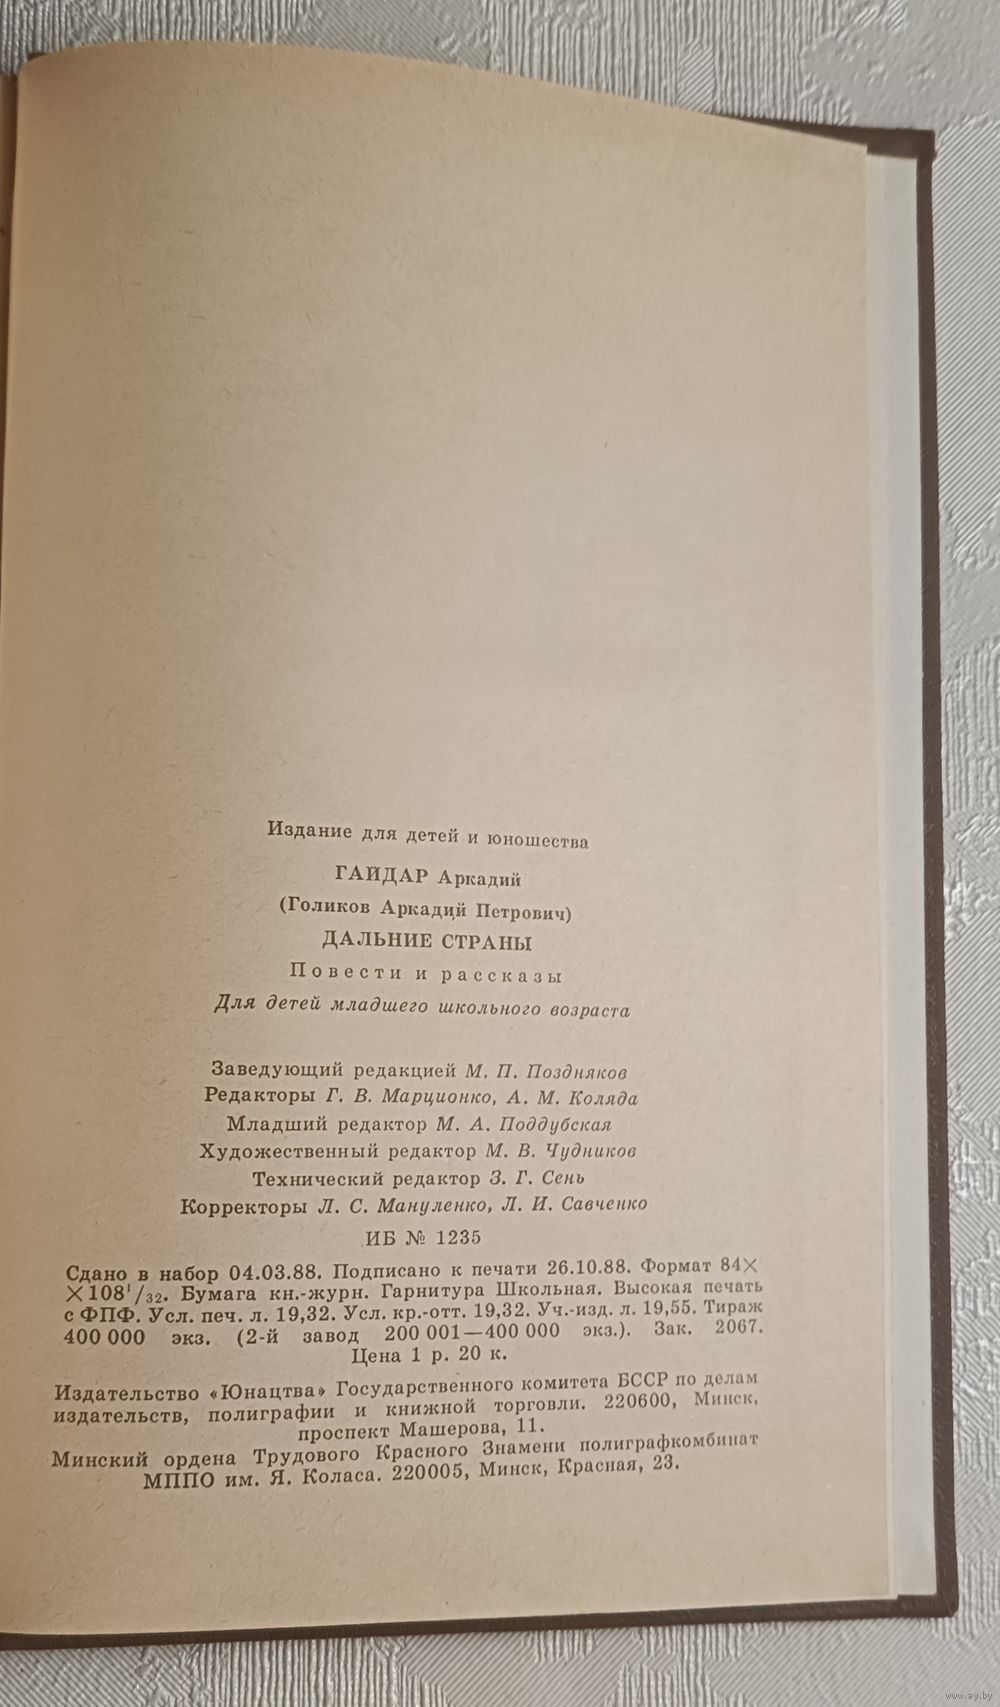 Издание для детей и юношества
ГАЙДАР Аркадий
(Голиков Аркадий Петрович)
ДАЛЬНИЕ СТРАНЫ
Повести и рассказы
Для детей младшего школьного возраста
Заведующий редакцией М. П. Поздняков
Редакторы Г. В. Марционко, А. М. Коляда
Младший редактор М. А. Поддубская
Художественный редактор М. В. Чудников
Технический редактор З. Г. Сень
Корректоры Л. С. Мануленко, Л. И. Савченко
ИБ № 1235
Сдано в набор 04.03.88. Подписано к печати 26.10.88. Формат 84×
×108¹/₃₂. Бумага кн.-журн. Гарнитура Школьная. Высокая печать
с ФПФ. Усл. печ. л. 19,32. Усл. кр.-отт. 19,32. Уч.-изд. л. 19,55. Тираж
400 000 экз. (2-й завод 200 001—400 000 экз.). Зак. 2067.
Цена 1 р. 20 к.
Издательство «Юнацтва» Государственного комитета БССР по делам
издательств, полиграфии и книжной торговли. 220600, Минск,
проспект Машерова, 11.
Минский ордена Трудового Красного Знамени полиграфкомбинат
МППО им. Я. Коласа. 220005, Минск, Красная, 23.
www.ay.by